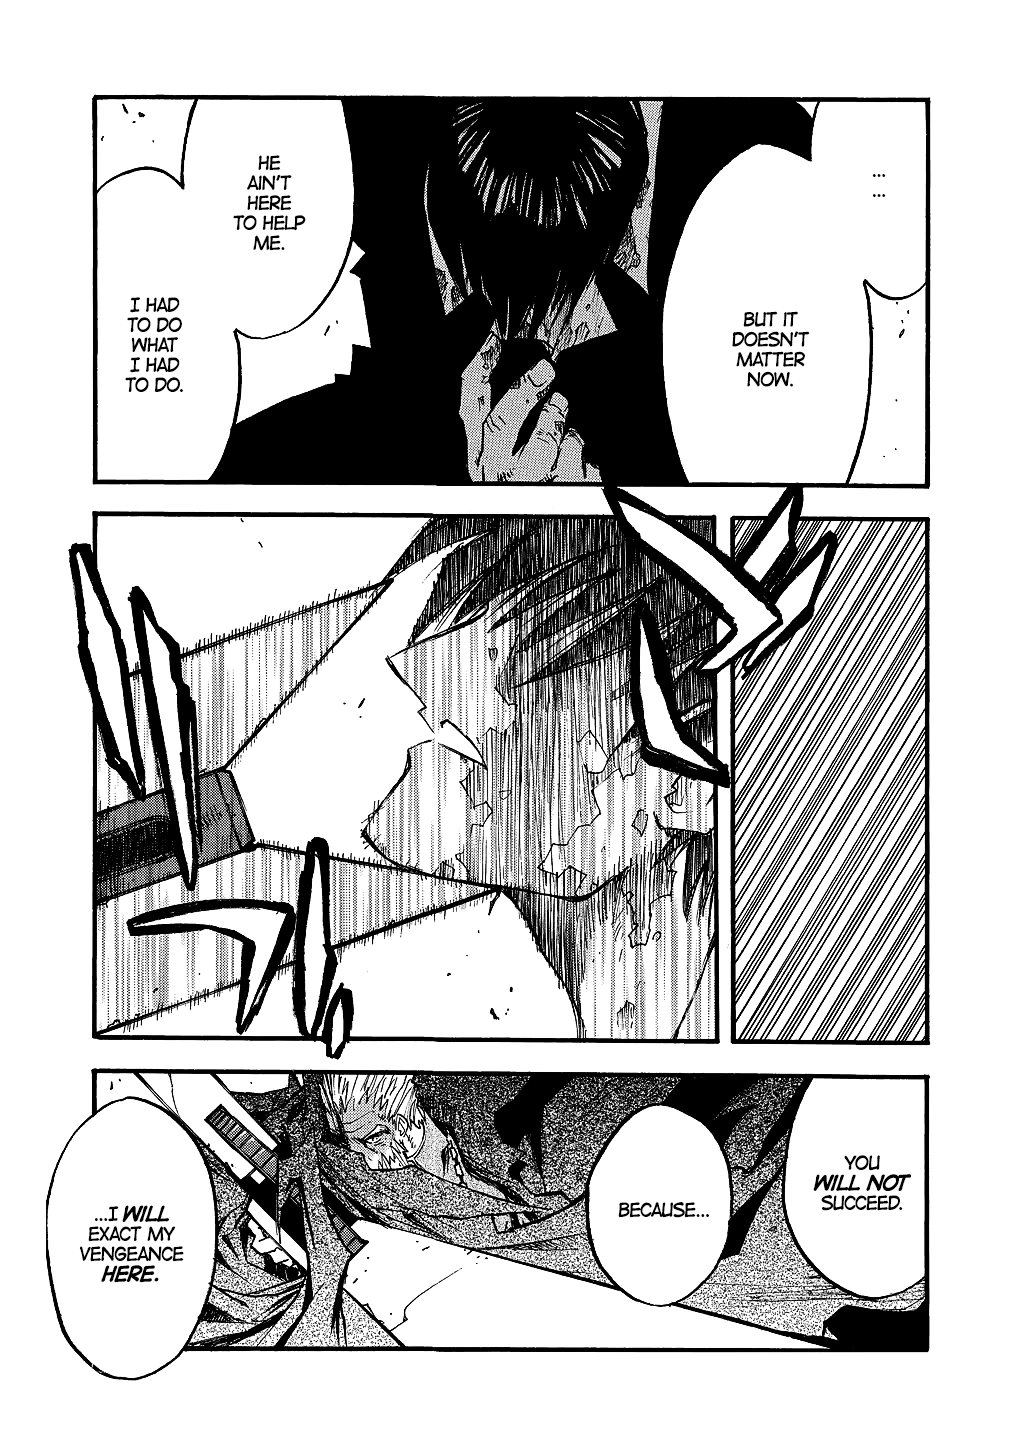 ...
...
BUT IT
DOESN'T
MATTER
NOW.
HE
AIN'T
HERE
TO HELP
ME.
I HAD
TO DO
WHAT
I HAD
TO DO.
YOU
WILL NOT
SUCCEED.
BECAUSE...
...I WILL
EXACT MY
VENGEANCE
HERE.